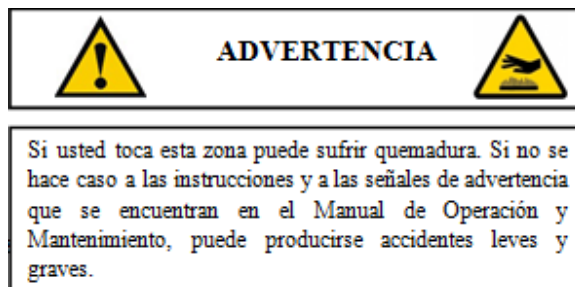 ADVERTENCIA
Si usted toca esta zona puede sufrir quemadura. Si no se
hace caso a las instrucciones y a las señales de advertencia
que se encuentran en el Manual de Operación y
Mantenimiento, puede producirse accidentes leves y
graves.